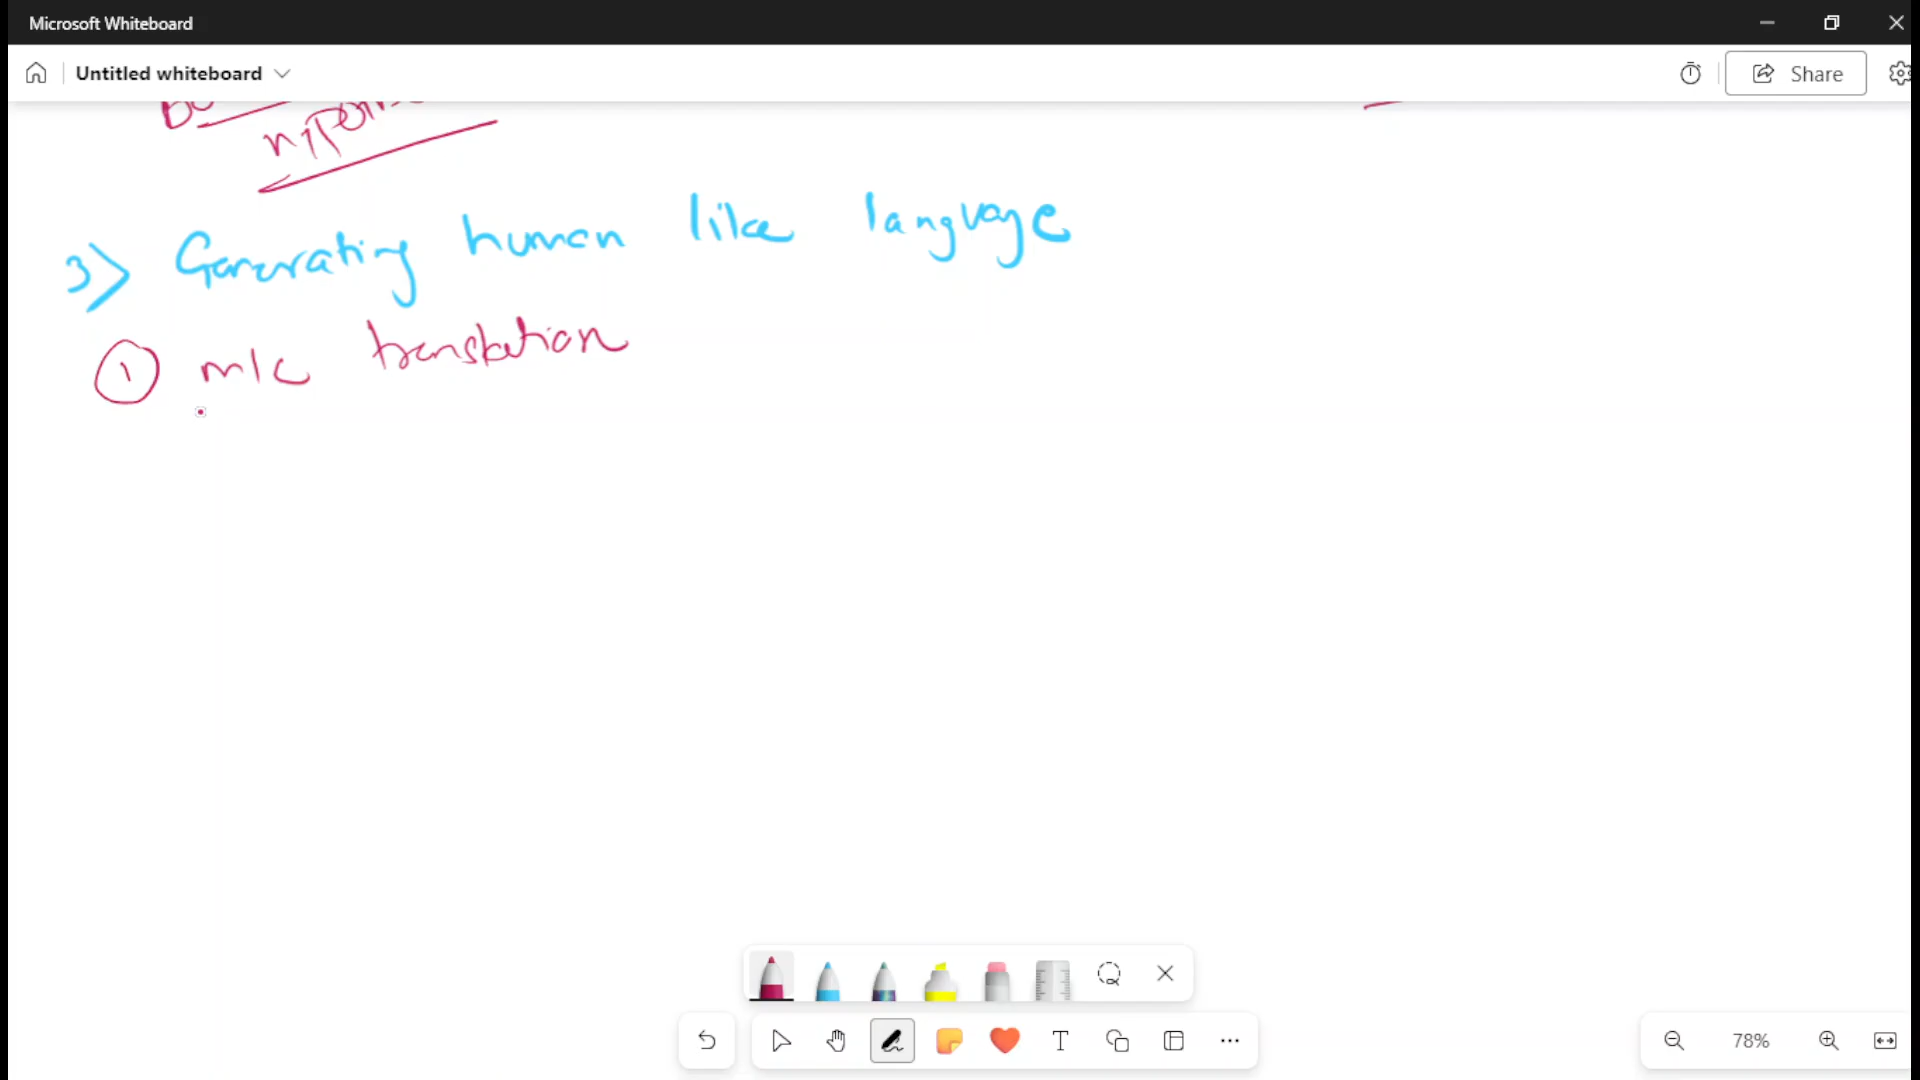 Microsoft Whiteboard
Untitled whiteboard
Share
3> Generating human like language
1 m/c translation
78%